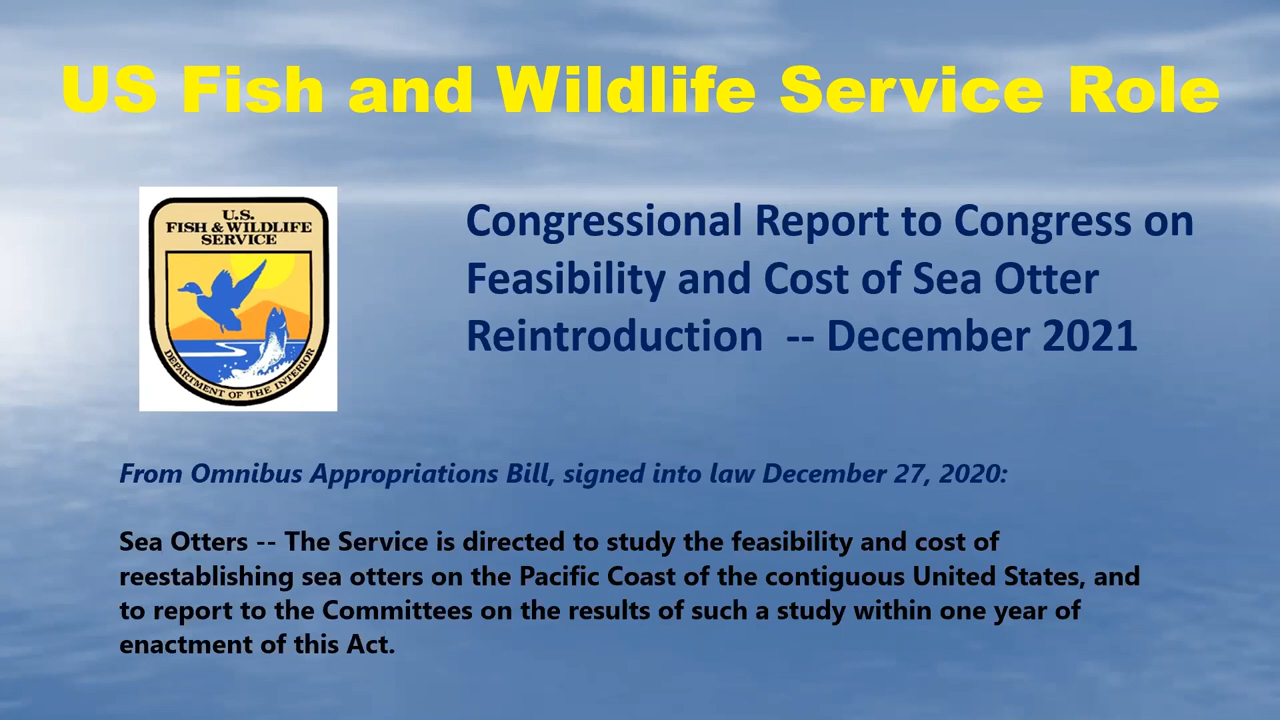 US Fish and Wildlife Service Role
U.S.
FISH & WILDLIFE
SERVICE
DEPARTMENT OF THE INTERIOR
Congressional Report to Congress on
Feasibility and Cost of Sea Otter
Reintroduction -- December 2021
From Omnibus Appropriations Bill, signed into law December 27, 2020:
Sea Otters -- The Service is directed to study the feasibility and cost of
reestablishing sea otters on the Pacific Coast of the contiguous United States, and
to report to the Committees on the results of such a study within one year of
enactment of this Act.